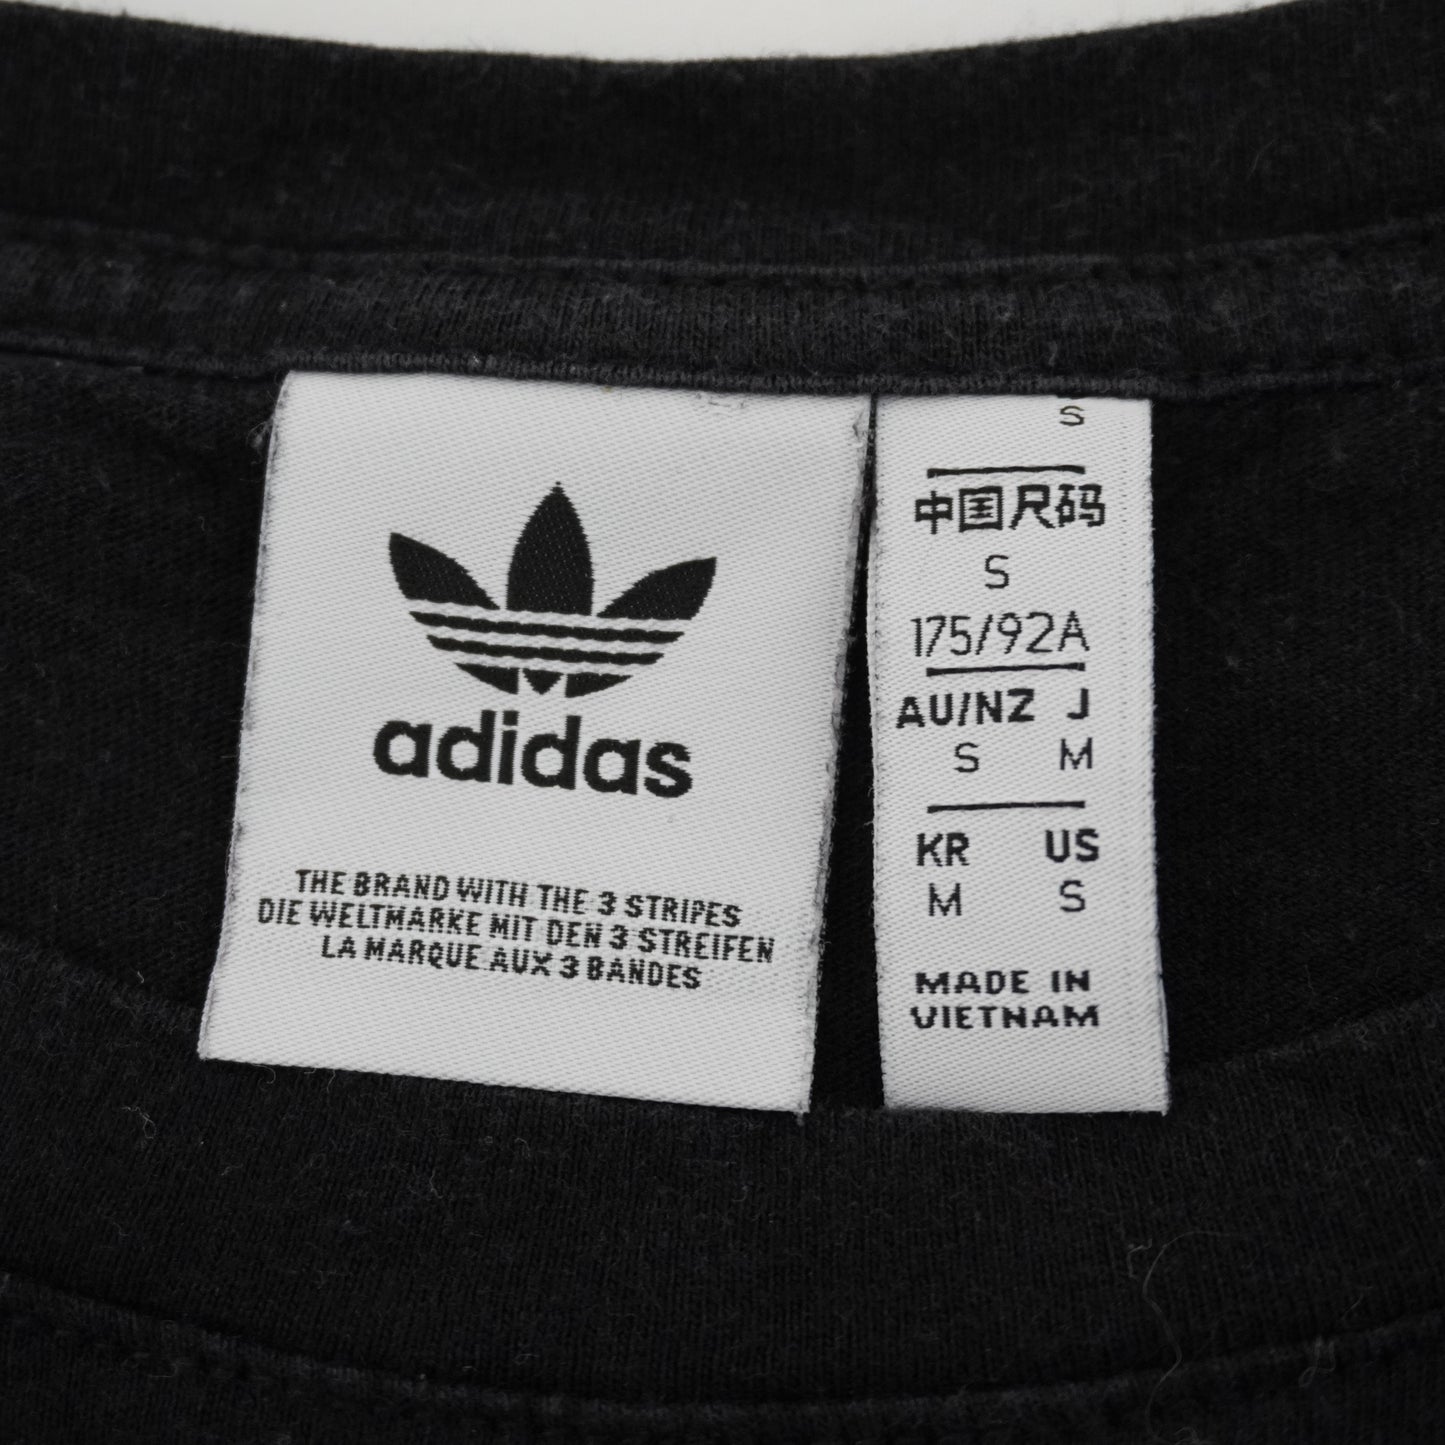 adidas
THE BRAND WITH THE 3 STRIPES
DIE WELTMARKE MIT DEN 3 STREIFEN
LA MARQUE AUX 3 BANDES
S
中国尺码
S
175/92A
AU/NZ J
S M
KR US
M S
MADE IN
VIETNAM